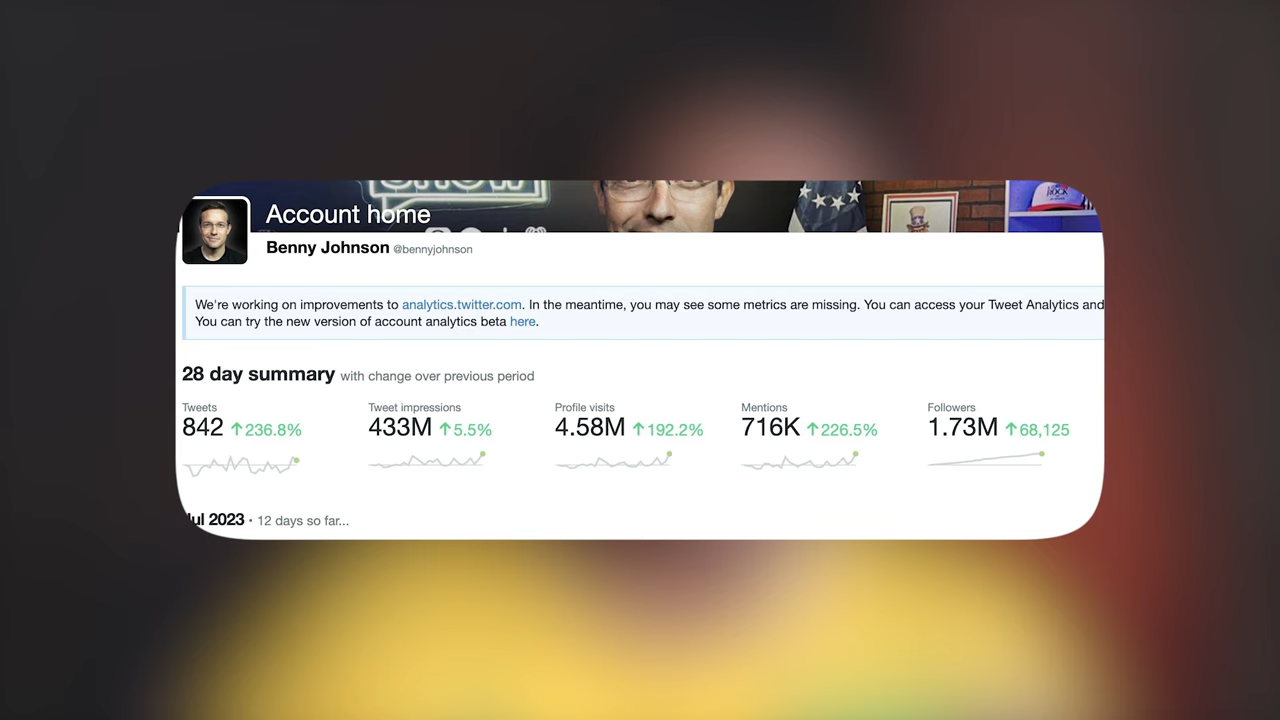 SHOW
Account home
Benny Johnson @bennyjohnson
We're working on improvements to analytics.twitter.com. In the meantime, you may see some metrics are missing. You can access your Tweet Analytics and
You can try the new version of account analytics beta here.
28 day summary with change over previous period
Tweets
842 ↑236.8%
Tweet impressions
433M ↑5.5%
Profile visits
4.58M ↑192.2%
Mentions
716K ↑226.5%
Followers
1.73M ↑68,125
Jul 2023 • 12 days so far...